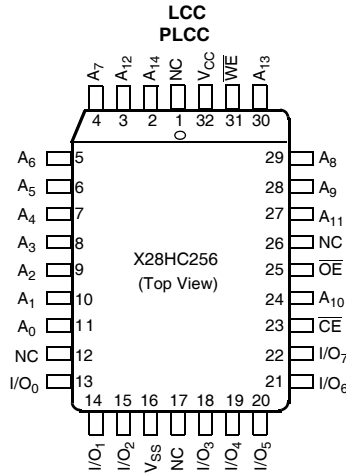 LCC
PLCC
A7 A12 A14 NC VCC W̅E̅ A13
4 3 2 1 32 31 30
A6 5 29 A8
A5 6 28 A9
A4 7 27 A11
A3 8 26 NC
A2 9 X28HC256 25 O̅E̅
A1 10 (Top View) 24 A10
A0 11 23 C̅E̅
NC 12 22 I/O7
I/O0 13 21 I/O6
14 15 16 17 18 19 20
I/O1 I/O2 VSS NC I/O3 I/O4 I/O5